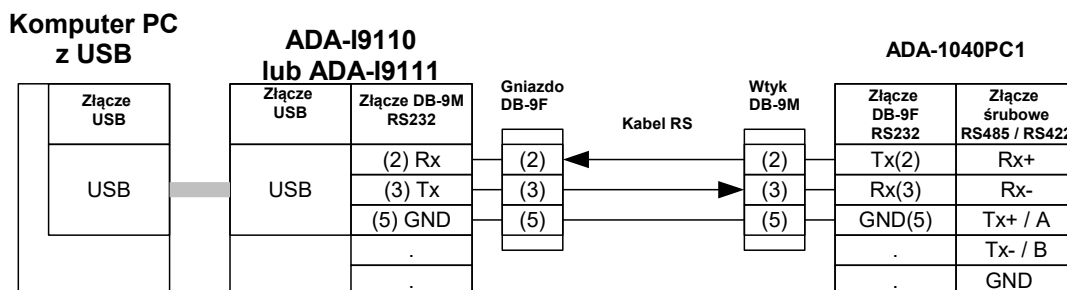 Komputer PC
z USB
ADA-I9110
lub ADA-I9111
ADA-1040PC1
Złącze
USB
Złącze
USB
Złącze DB-9M
RS232
Gniazdo
DB-9F
Kabel RS
Wtyk
DB-9M
Złącze
DB-9F
RS232
Złącze
śrubowe
RS485 / RS422
USB
USB
(2) Rx
(2)
(2)
Tx(2)
Rx+
(3) Tx
(3)
(3)
Rx(3)
Rx-
(5) GND
(5)
(5)
GND(5)
Tx+ / A
.
.
Tx- / B
.
.
GND